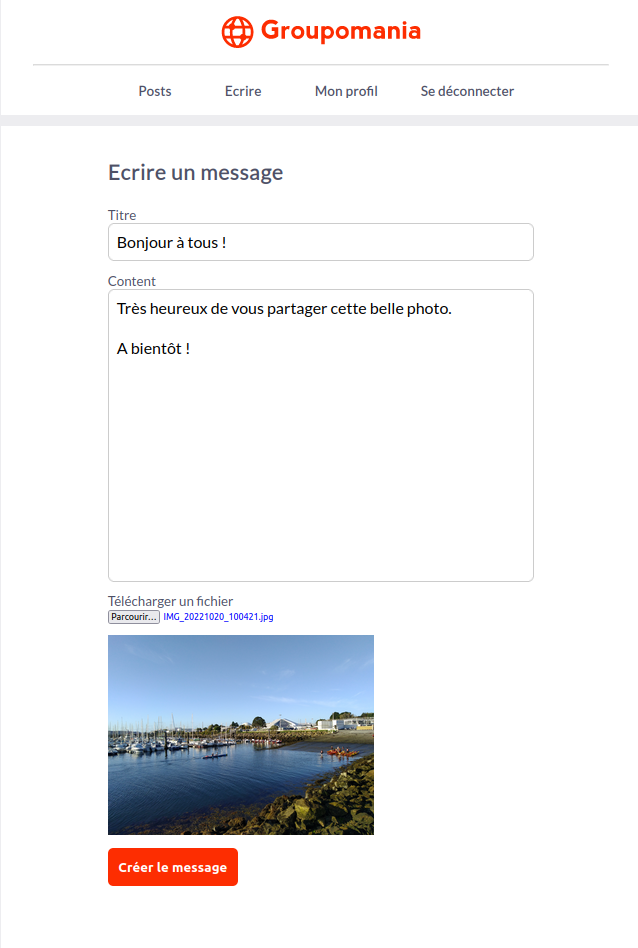 Groupomania
Posts Ecrire Mon profil Se déconnecter
Ecrire un message
Titre
Bonjour à tous !
Content
Très heureux de vous partager cette belle photo.
A bientôt !
Télécharger un fichier
Parcourir... IMG_20221020_100421.jpg
Créer le message